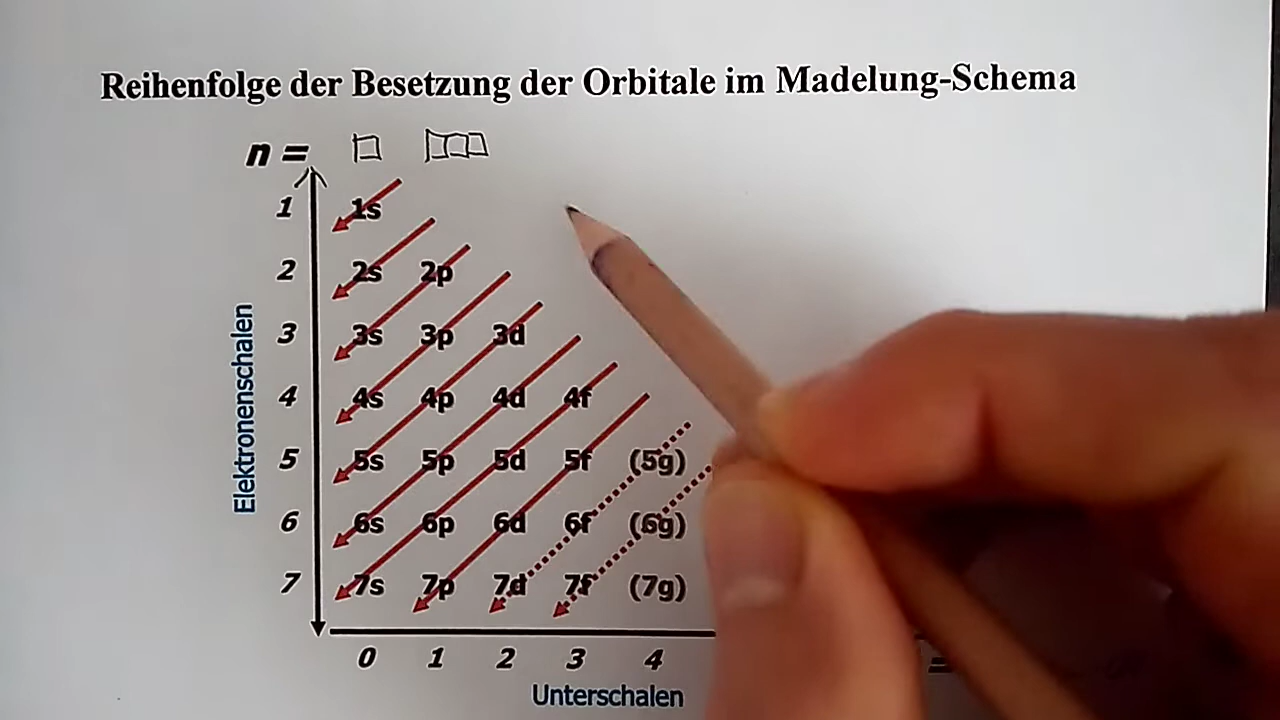 Reihenfolge der Besetzung der Orbitale im Madelung-Schema
n =
1 1s
2 2s 2p
3 3s 3p 3d
4 4s 4p 4d 4f
5 5s 5p 5d 5f (5g)
6 6s 6p 6d 6f (6g)
7 7s 7p 7d 7f (7g)
Elektronenschalen
0 1 2 3 4 =
Unterschalen